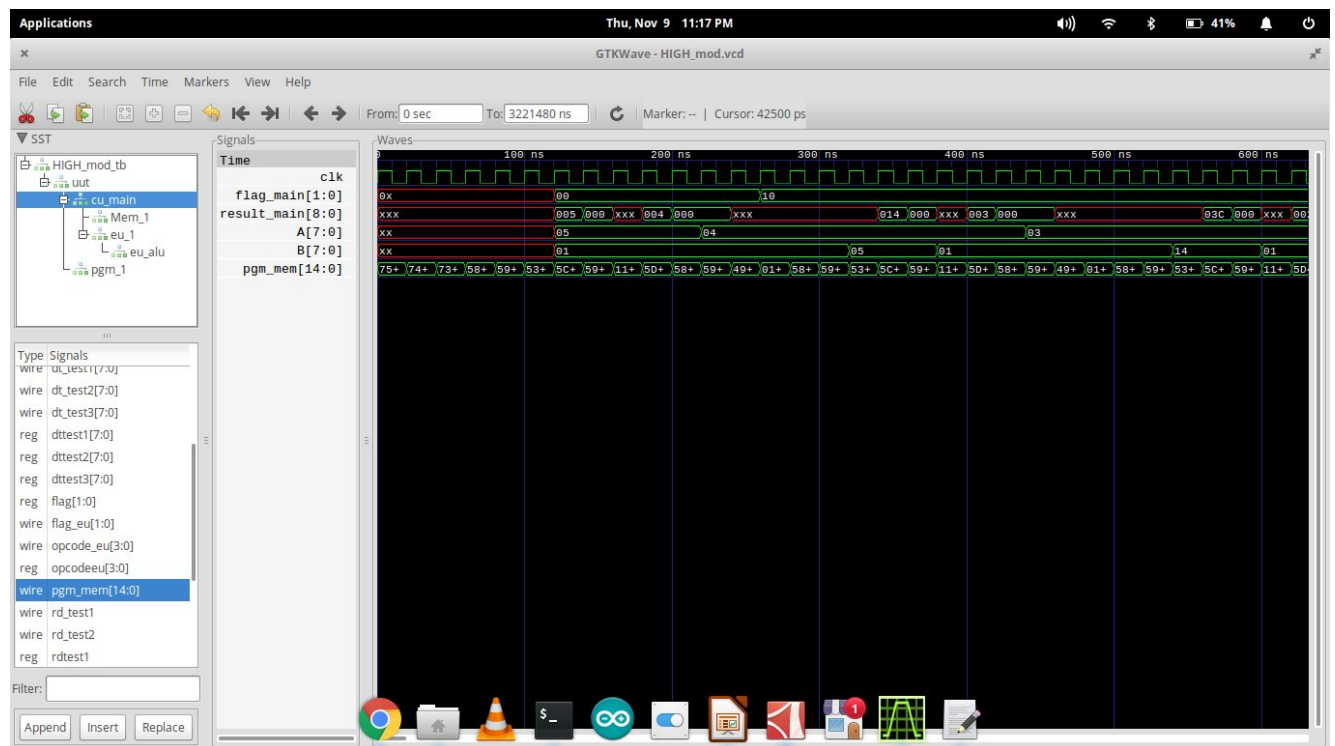 Applications
Thu, Nov 9 11:17 PM
41%
GTKWave - HIGH_mod.vcd
File Edit Search Time Markers View Help
From: 0 sec To: 3221480 ns Marker: -- | Cursor: 42500 ps
SST
HIGH_mod_tb
uut
cu_main
Mem_1
eu_1
eu_alu
pgm_1
Type Signals
wire dt_test1[7:0]
wire dt_test2[7:0]
wire dt_test3[7:0]
reg dttest1[7:0]
reg dttest2[7:0]
reg dttest3[7:0]
reg flag[1:0]
wire flag_eu[1:0]
wire opcode_eu[3:0]
reg opcodeeu[3:0]
wire pgm_mem[14:0]
wire rd_test1
wire rd_test2
reg rdtest1
Filter:
Append Insert Replace
Signals
Time
clk
flag_main[1:0]
result_main[8:0]
A[7:0]
B[7:0]
pgm_mem[14:0]
Waves
100 ns 200 ns 300 ns 400 ns 500 ns 600 ns
0x 00 10
xxx 005 000 xxx 004 000 xxx 014 000 xxx 003 000 xxx 03C 000 xxx
xx 05 04 03
xx 01 05 01 14 01
75+ 74+ 73+ 58+ 59+ 53+ 5C+ 59+ 11+ 5D+ 58+ 59+ 49+ 01+ 58+ 59+ 53+ 5C+ 59+ 11+ 5D+ 58+ 59+ 49+ 01+ 58+ 59+ 53+ 5C+ 59+ 11+ 5D
$_
1